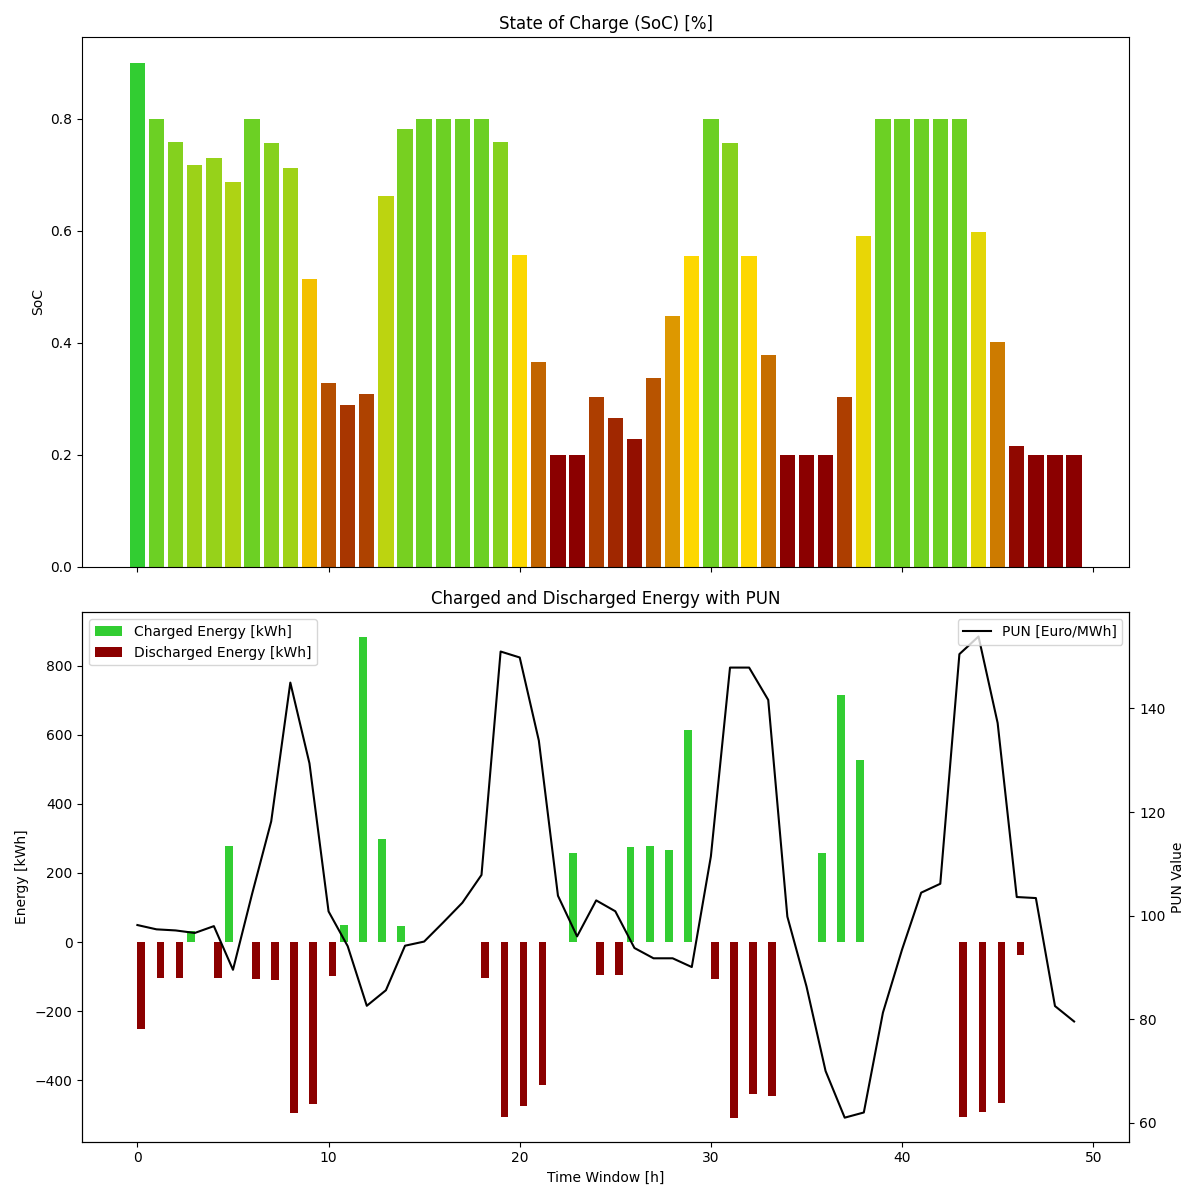 State of Charge (SoC) [%]
SoC
0.8
0.6
0.4
0.2
0.0
Charged and Discharged Energy with PUN
Charged Energy [kWh]
Discharged Energy [kWh]
PUN [Euro/MWh]
Energy [kWh]
800
600
400
200
0
−200
−400
PUN Value
140
120
100
80
60
0 10 20 30 40 50
Time Window [h]